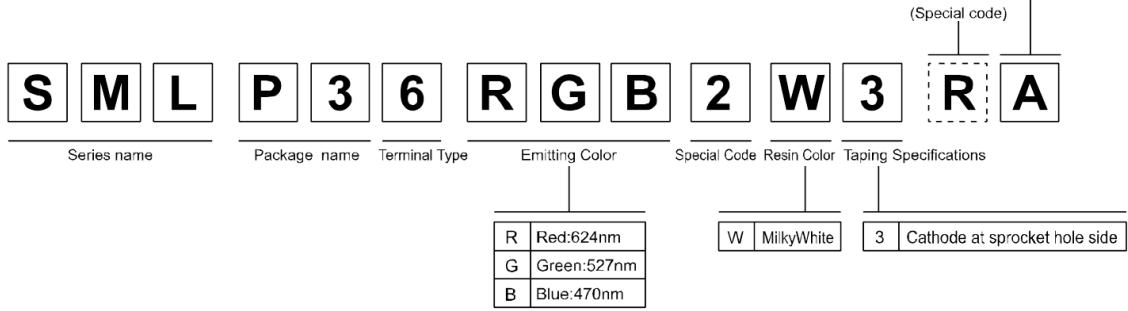 (Special code)
S M L P 3 6 R G B 2 W 3 R A
Series name Package name Terminal Type Emitting Color Special Code Resin Color Taping Specifications
R Red:624nm
G Green:527nm
B Blue:470nm
W MilkyWhite
3 Cathode at sprocket hole side